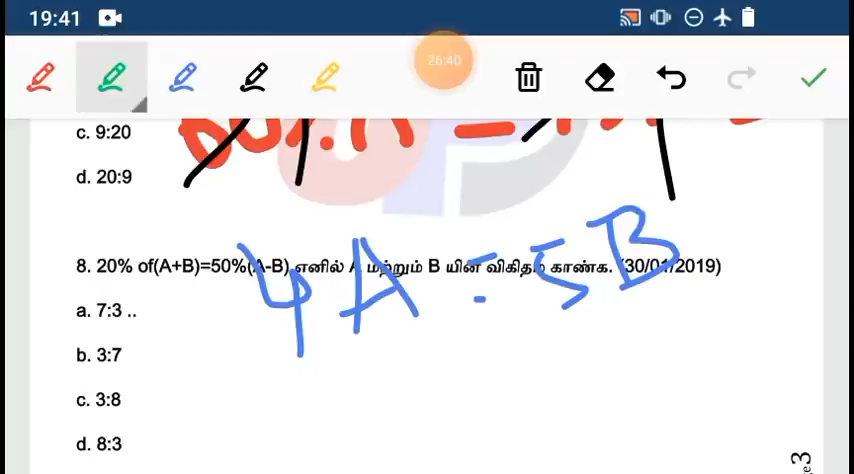 19:41
26:40
c. 9:20
d. 20:9
8. 20% of(A+B)=50%(A-B) எனில் A மற்றும் B யின் விகிதம் காண்க. (30/01/2019)
4A = 5B
a. 7:3 ..
b. 3:7
c. 3:8
d. 8:3